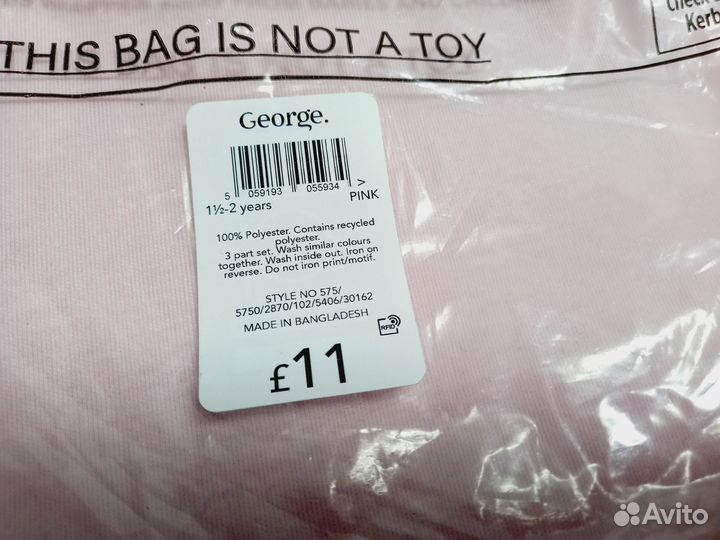 THIS BAG IS NOT A TOY
Check
Kerb
George.
5 059193 055934 >
1½-2 years PINK
100% Polyester. Contains recycled
polyester.
3 part set. Wash similar colours
together. Wash inside out. Iron on
reverse. Do not iron print/motif.
STYLE NO 575/
5750/2870/102/5406/30162
MADE IN BANGLADESH
RFID
£11
Avito